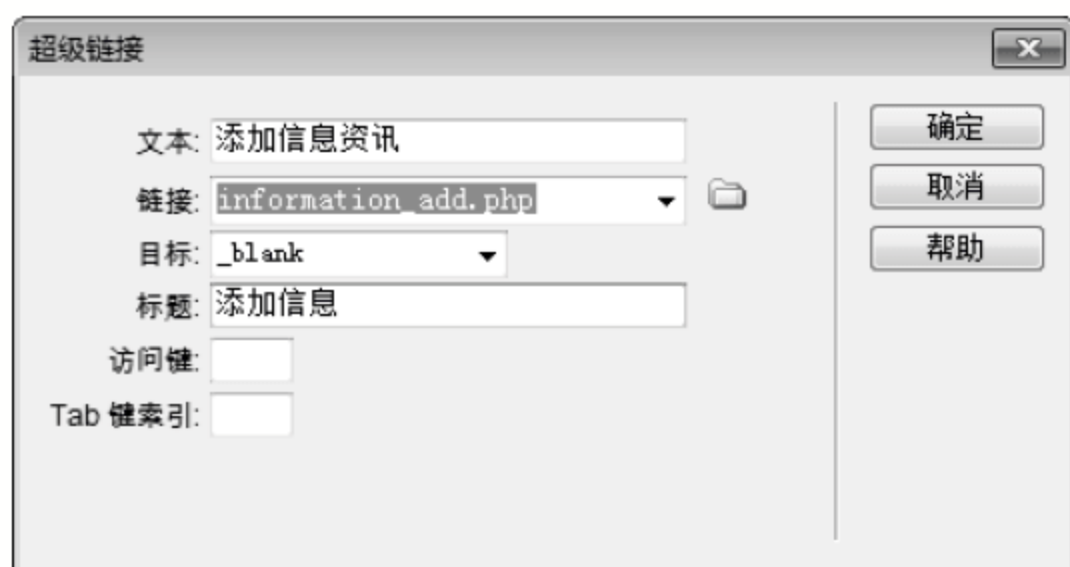 超级链接
文本: 添加信息资讯
确定
链接: information_add.php
取消
目标: _blank
帮助
标题: 添加信息
访问键:
Tab 键索引: